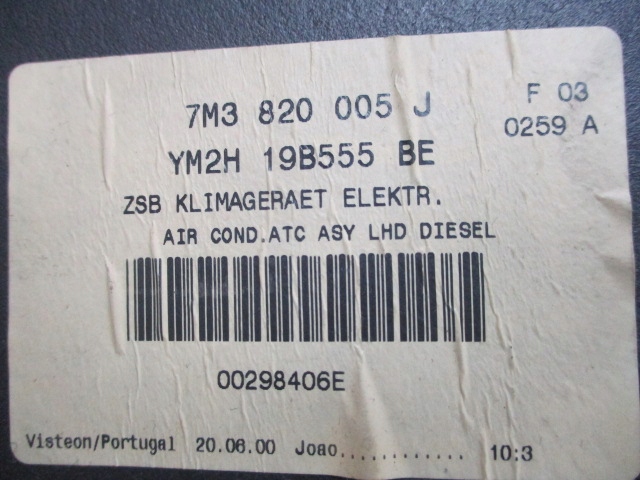 7M3 820 005 J
F 03
0259 A
YM2H 19B555 BE
ZSB KLIMAGERAET ELEKTR.
AIR COND.ATC ASY LHD DIESEL
00298406E
Visteon/Portugal 20.06.00 Joao............ 10:3